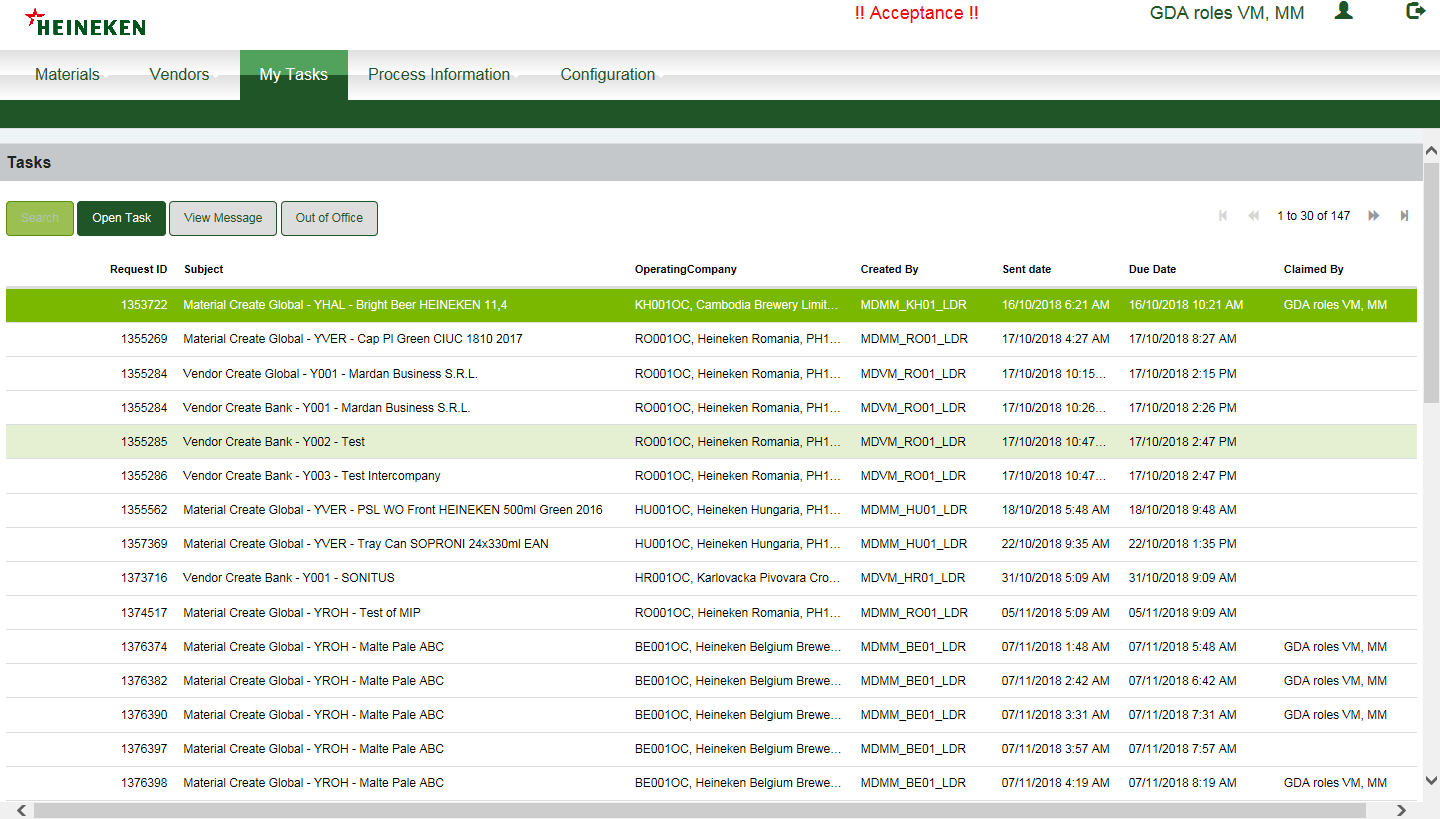 HEINEKEN
!! Acceptance !!
GDA roles VM, MM
Materials Vendors My Tasks Process Information Configuration
Tasks
Search Open Task View Message Out of Office 1 to 30 of 147
Request ID Subject OperatingCompany Created By Sent date Due Date Claimed By
1353722 Material Create Global - YHAL - Bright Beer HEINEKEN 11,4 KH001OC, Cambodia Brewery Limit... MDMM_KH01_LDR 16/10/2018 6:21 AM 16/10/2018 10:21 AM GDA roles VM, MM
1355269 Material Create Global - YVER - Cap Pl Green CIUC 1810 2017 RO001OC, Heineken Romania, PH1... MDMM_RO01_LDR 17/10/2018 4:27 AM 17/10/2018 8:27 AM
1355284 Vendor Create Global - Y001 - Mardan Business S.R.L. RO001OC, Heineken Romania, PH1... MDVM_RO01_LDR 17/10/2018 10:15... 17/10/2018 2:15 PM
1355284 Vendor Create Bank - Y001 - Mardan Business S.R.L. RO001OC, Heineken Romania, PH1... MDVM_RO01_LDR 17/10/2018 10:26... 17/10/2018 2:26 PM
1355285 Vendor Create Bank - Y002 - Test RO001OC, Heineken Romania, PH1... MDVM_RO01_LDR 17/10/2018 10:47... 17/10/2018 2:47 PM
1355286 Vendor Create Bank - Y003 - Test Intercompany RO001OC, Heineken Romania, PH1... MDVM_RO01_LDR 17/10/2018 10:47... 17/10/2018 2:47 PM
1355562 Material Create Global - YVER - PSL WO Front HEINEKEN 500ml Green 2016 HU001OC, Heineken Hungaria, PH1... MDMM_HU01_LDR 18/10/2018 5:48 AM 18/10/2018 9:48 AM
1357369 Material Create Global - YVER - Tray Can SOPRONI 24x330ml EAN HU001OC, Heineken Hungaria, PH1... MDMM_HU01_LDR 22/10/2018 9:35 AM 22/10/2018 1:35 PM
1373716 Vendor Create Bank - Y001 - SONITUS HR001OC, Karlovacka Pivovara Cro... MDVM_HR01_LDR 31/10/2018 5:09 AM 31/10/2018 9:09 AM
1374517 Material Create Global - YROH - Test of MIP RO001OC, Heineken Romania, PH1... MDMM_RO01_LDR 05/11/2018 5:09 AM 05/11/2018 9:09 AM
1376374 Material Create Global - YROH - Malte Pale ABC BE001OC, Heineken Belgium Brewe... MDMM_BE01_LDR 07/11/2018 1:48 AM 07/11/2018 5:48 AM GDA roles VM, MM
1376382 Material Create Global - YROH - Malte Pale ABC BE001OC, Heineken Belgium Brewe... MDMM_BE01_LDR 07/11/2018 2:42 AM 07/11/2018 6:42 AM GDA roles VM, MM
1376390 Material Create Global - YROH - Malte Pale ABC BE001OC, Heineken Belgium Brewe... MDMM_BE01_LDR 07/11/2018 3:31 AM 07/11/2018 7:31 AM GDA roles VM, MM
1376397 Material Create Global - YROH - Malte Pale ABC BE001OC, Heineken Belgium Brewe... MDMM_BE01_LDR 07/11/2018 3:57 AM 07/11/2018 7:57 AM
1376398 Material Create Global - YROH - Malte Pale ABC BE001OC, Heineken Belgium Brewe... MDMM_BE01_LDR 07/11/2018 4:19 AM 07/11/2018 8:19 AM GDA roles VM, MM